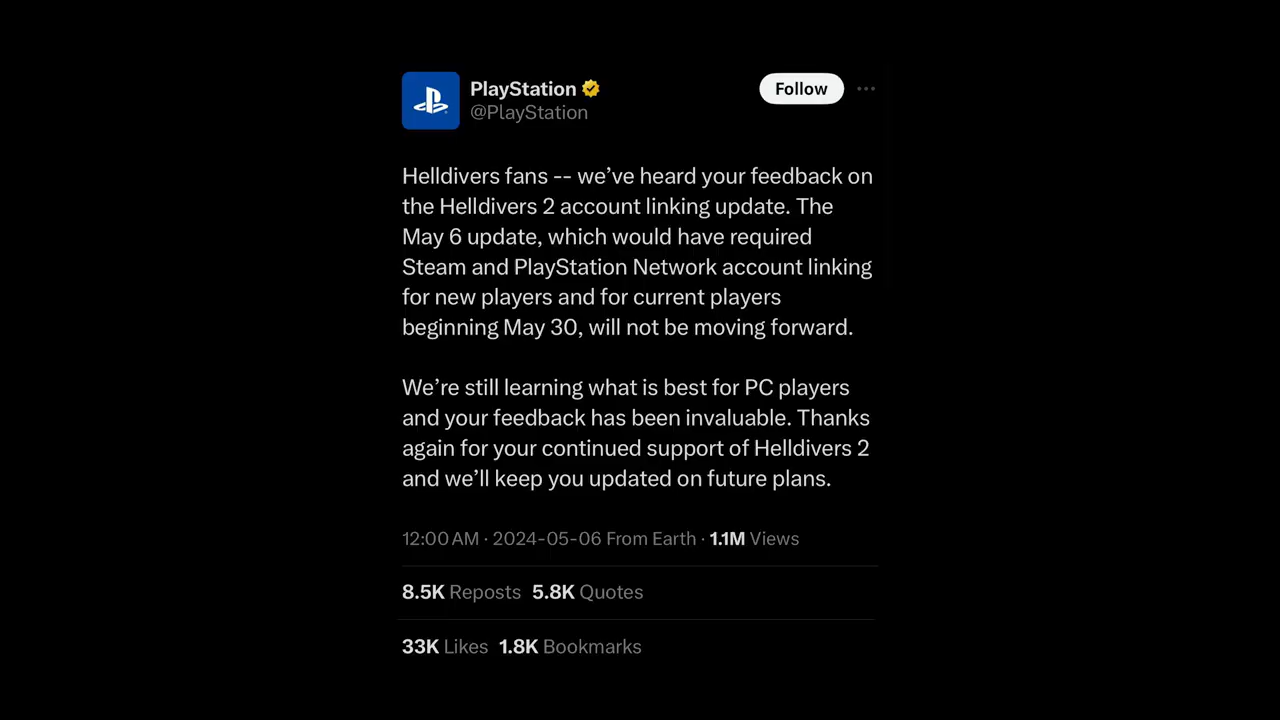 PlayStation
@PlayStation
Follow
Helldivers fans -- we’ve heard your feedback on
the Helldivers 2 account linking update. The
May 6 update, which would have required
Steam and PlayStation Network account linking
for new players and for current players
beginning May 30, will not be moving forward.
We’re still learning what is best for PC players
and your feedback has been invaluable. Thanks
again for your continued support of Helldivers 2
and we’ll keep you updated on future plans.
12:00 AM · 2024-05-06 From Earth · 1.1M Views
8.5K Reposts 5.8K Quotes
33K Likes 1.8K Bookmarks